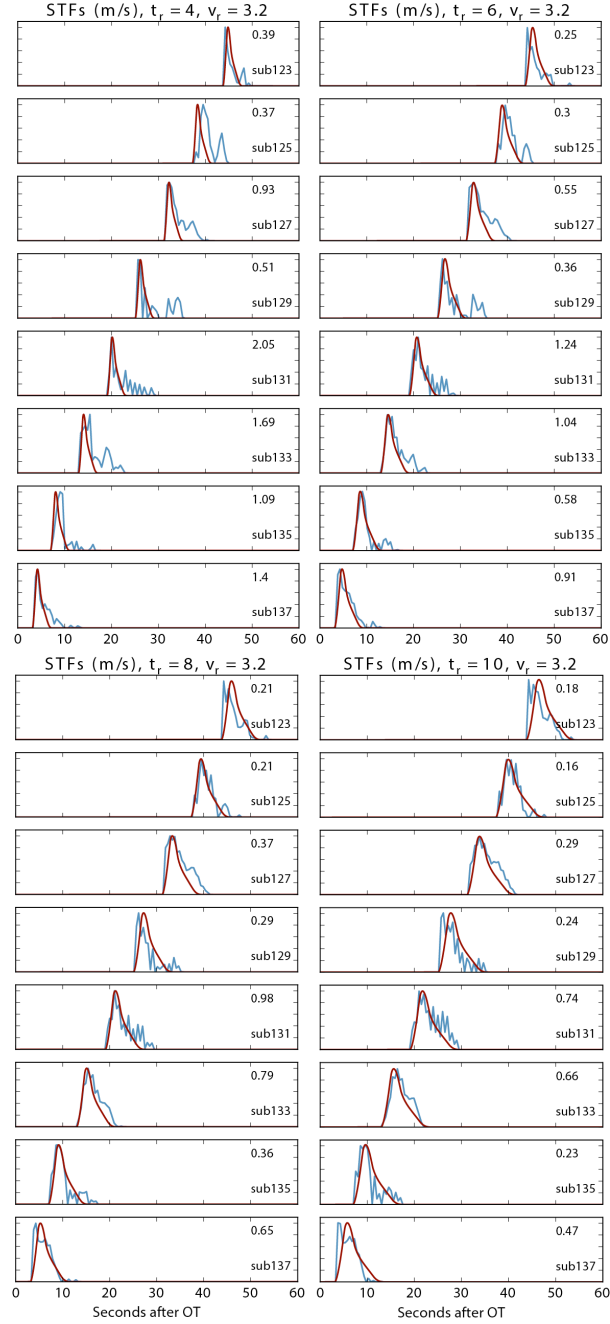 STFs (m/s), t_r = 4, v_r = 3.2
0.39
sub123
0.37
sub125
0.93
sub127
0.51
sub129
2.05
sub131
1.69
sub133
1.09
sub135
1.4
sub137
0 10 20 30 40 50 60
STFs (m/s), t_r = 6, v_r = 3.2
0.25
sub123
0.3
sub125
0.55
sub127
0.36
sub129
1.24
sub131
1.04
sub133
0.58
sub135
0.91
sub137
0 10 20 30 40 50 60
STFs (m/s), t_r = 8, v_r = 3.2
0.21
sub123
0.21
sub125
0.37
sub127
0.29
sub129
0.98
sub131
0.79
sub133
0.36
sub135
0.65
sub137
0 10 20 30 40 50 60
Seconds after OT
STFs (m/s), t_r = 10, v_r = 3.2
0.18
sub123
0.16
sub125
0.29
sub127
0.24
sub129
0.74
sub131
0.66
sub133
0.23
sub135
0.47
sub137
0 10 20 30 40 50 60
Seconds after OT